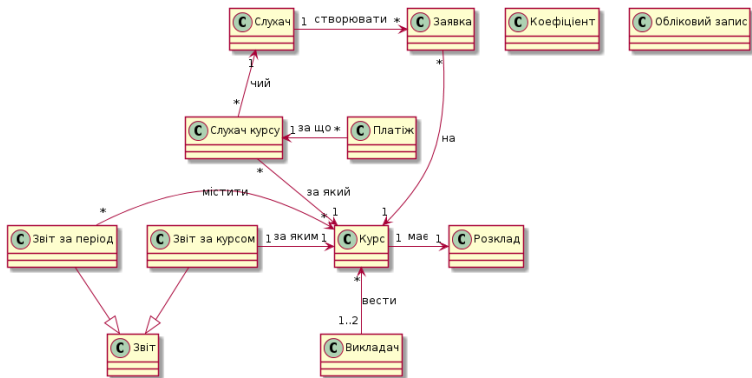 C Слухач
1 створювати *
C Заявка
C Коефіцієнт
C Обліковий запис
1
чий
*
*
C Слухач курсу
1 за що *
C Платіж
на
*
за який
містити
*
* 1
1
C Звіт за період
C Звіт за курсом
1 за яким 1
C Курс
1 має 1
C Розклад
*
вести
1..2
C Звіт
C Викладач